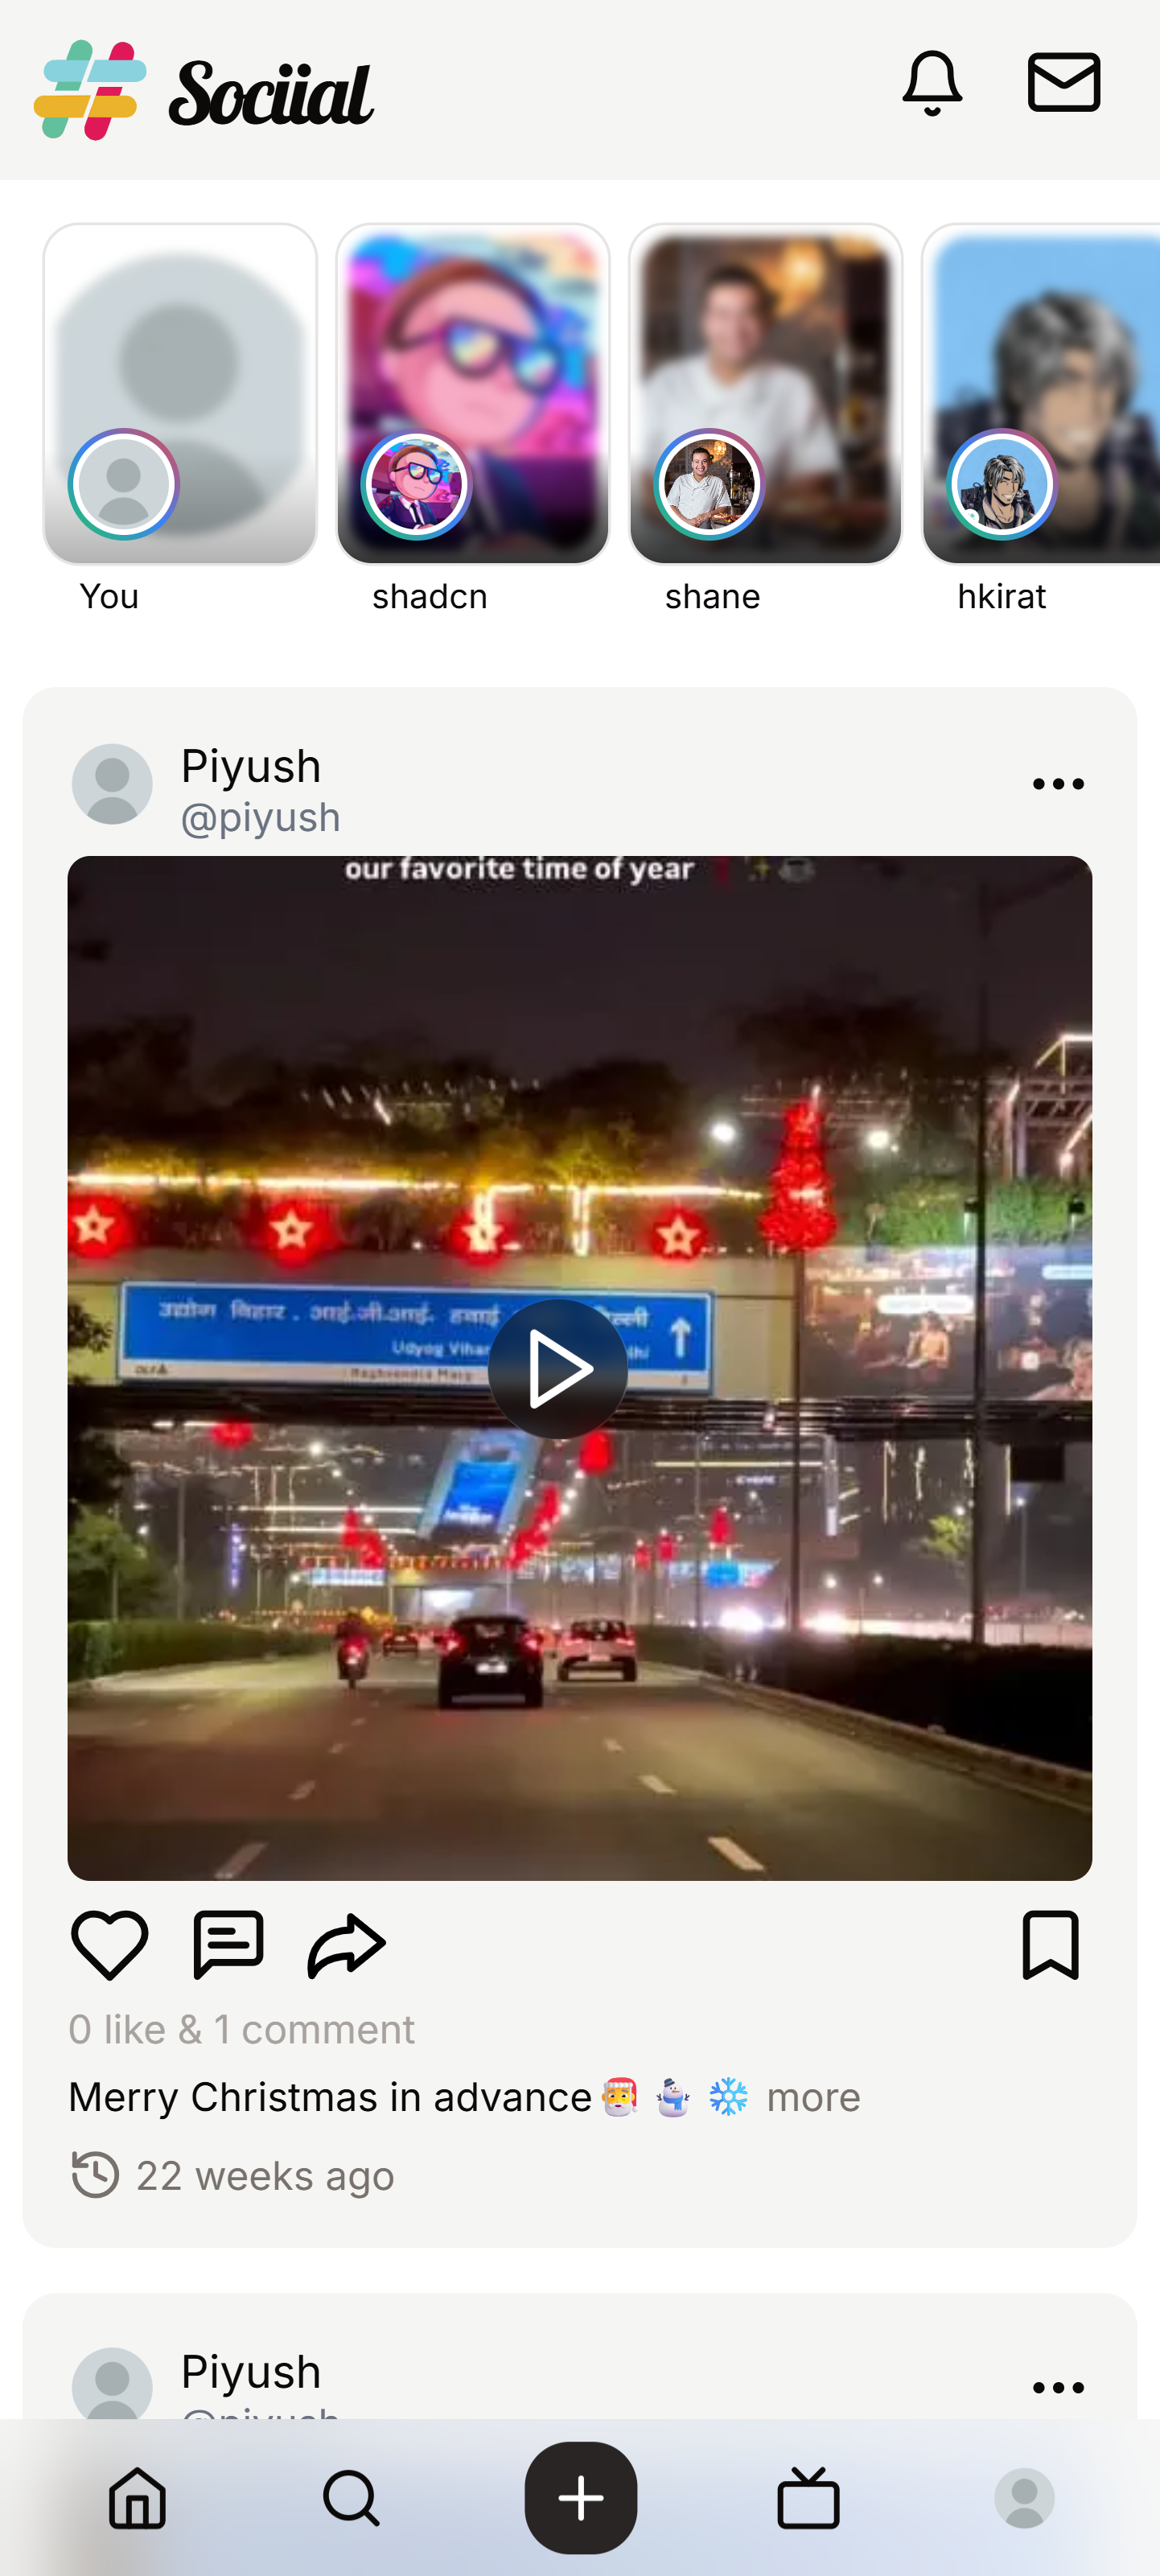 Sociial
You
shadcn
shane
hkirat
Piyush
@piyush
our favorite time of year
उद्योग विहार . आई.जी.आई. हवाई
Udyog Vihar
0 like & 1 comment
Merry Christmas in advance🎅 ⛄ ❄️ more
22 weeks ago
Piyush
@piyush